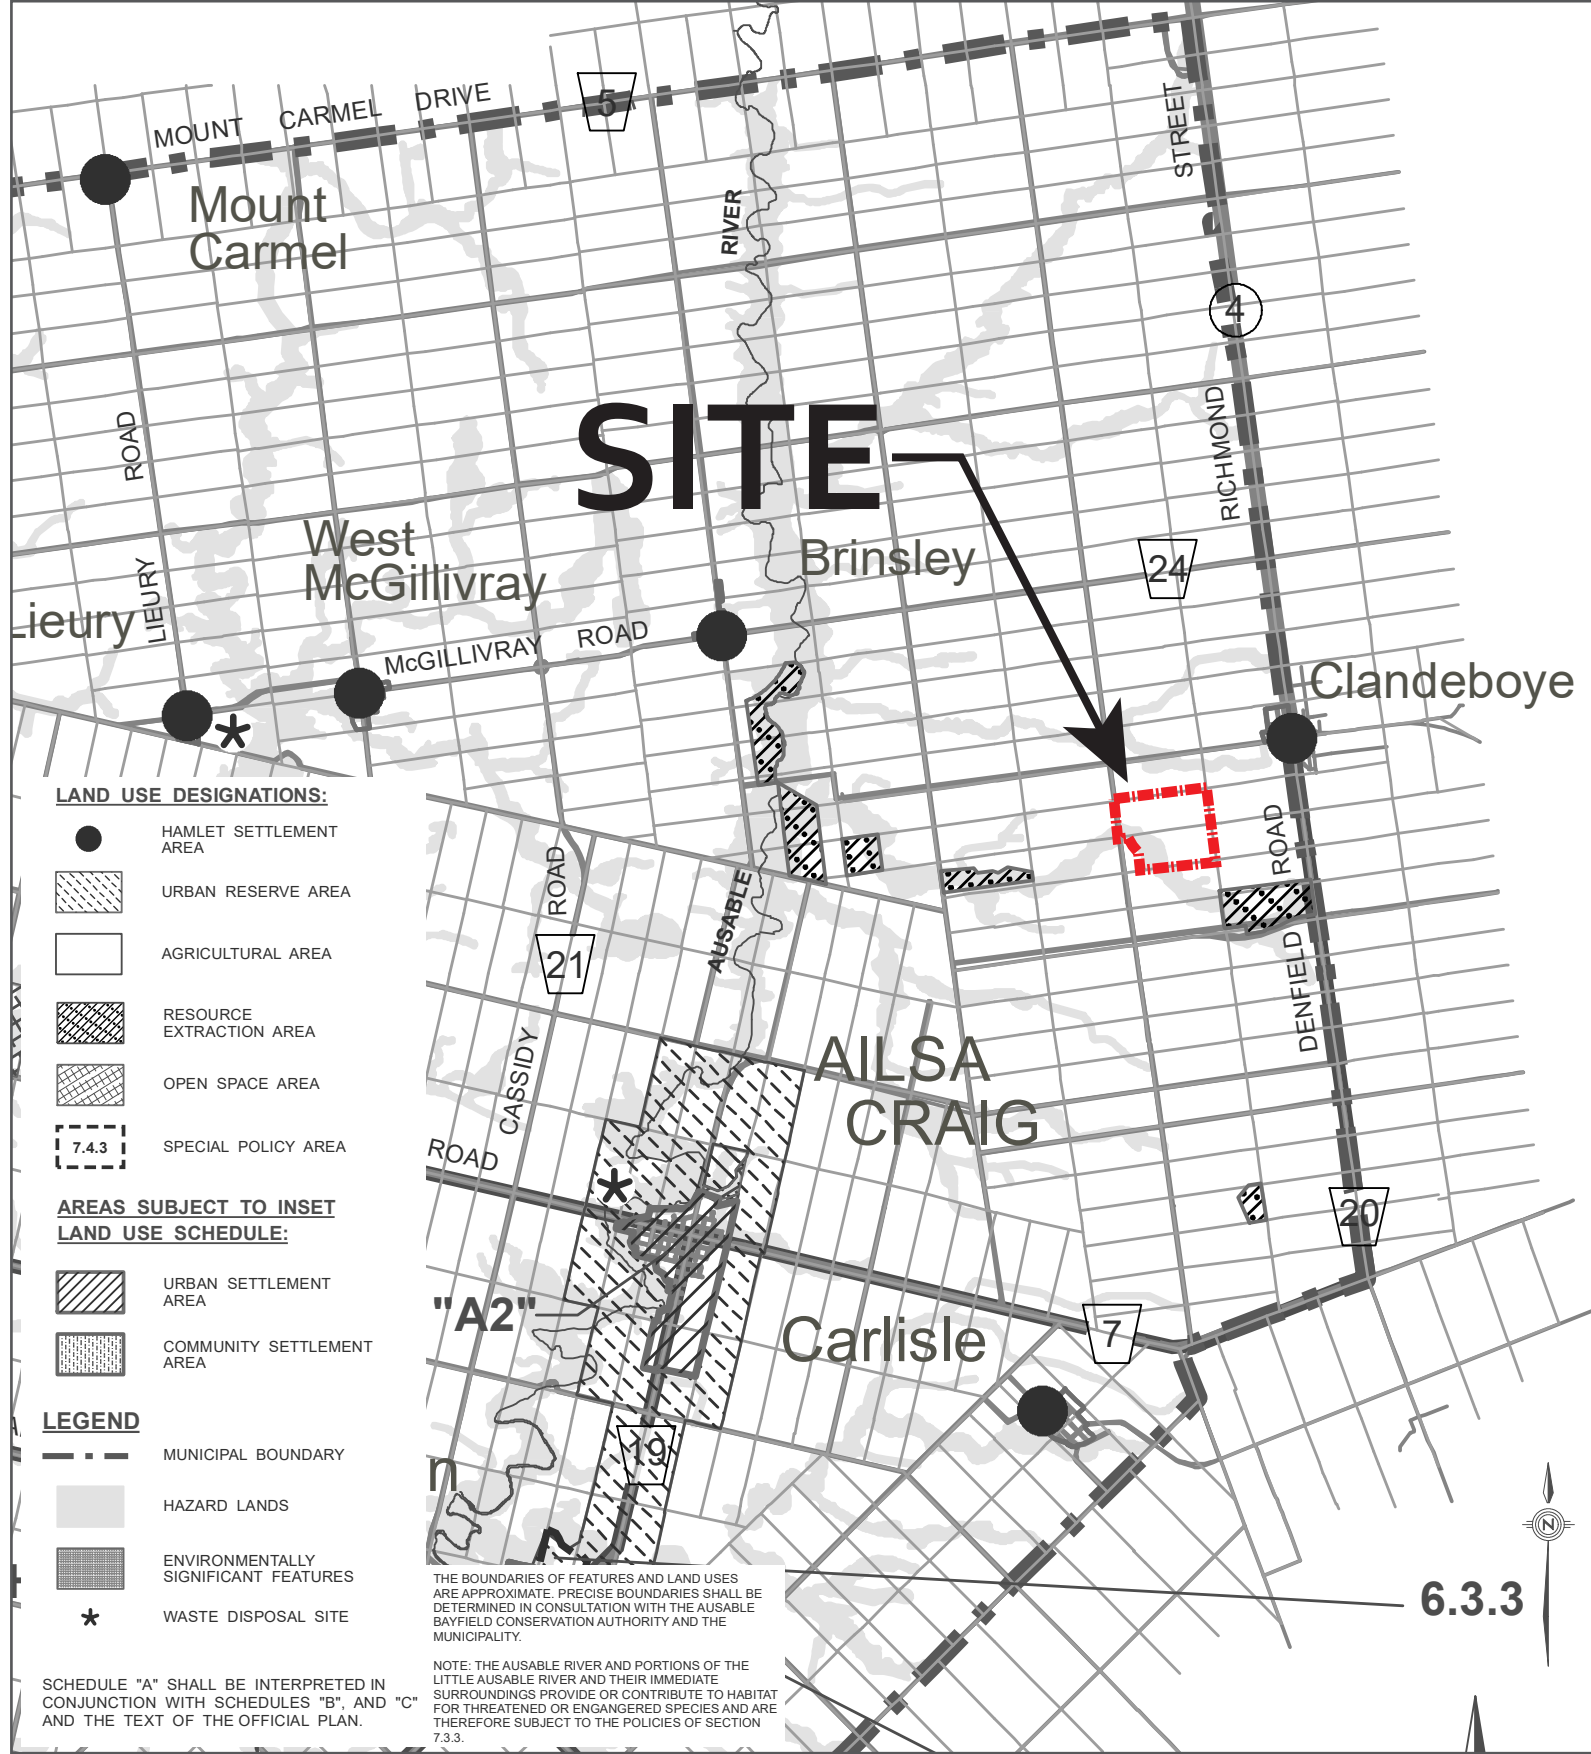 5
MOUNT CARMEL DRIVE
STREET
Mount
Carmel
RIVER
4
SITE
ROAD
RICHMOND
West
McGillivray
Brinsley
24
Lieury
LIEURY
McGILLIVRAY ROAD
Clandeboye
ROAD
ROAD
AUSABLE
21
DENFIELD
CASSIDY
AILSA
CRAIG
ROAD
20
"A2"
Carlisle
7
19
n
N
6.3.3
LAND USE DESIGNATIONS:
HAMLET SETTLEMENT
AREA
URBAN RESERVE AREA
AGRICULTURAL AREA
RESOURCE
EXTRACTION AREA
OPEN SPACE AREA
7.4.3
SPECIAL POLICY AREA
AREAS SUBJECT TO INSET
LAND USE SCHEDULE:
URBAN SETTLEMENT
AREA
COMMUNITY SETTLEMENT
AREA
LEGEND
MUNICIPAL BOUNDARY
HAZARD LANDS
ENVIRONMENTALLY
SIGNIFICANT FEATURES
WASTE DISPOSAL SITE
SCHEDULE "A" SHALL BE INTERPRETED IN
CONJUNCTION WITH SCHEDULES "B", AND "C"
AND THE TEXT OF THE OFFICIAL PLAN.
THE BOUNDARIES OF FEATURES AND LAND USES
ARE APPROXIMATE. PRECISE BOUNDARIES SHALL BE
DETERMINED IN CONSULTATION WITH THE AUSABLE
BAYFIELD CONSERVATION AUTHORITY AND THE
MUNICIPALITY.
NOTE: THE AUSABLE RIVER AND PORTIONS OF THE
LITTLE AUSABLE RIVER AND THEIR IMMEDIATE
SURROUNDINGS PROVIDE OR CONTRIBUTE TO HABITAT
FOR THREATENED OR ENGANGERED SPECIES AND ARE
THEREFORE SUBJECT TO THE POLICIES OF SECTION
7.3.3.